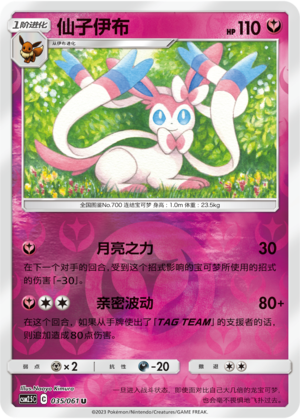 1阶进化
仙子伊布
HP 110
从伊布进化
全国图鉴No.700 连结宝可梦 身高：1.0m 体重：23.5kg
月亮之力 30
在下一个对手的回合，受到这个招式影响的宝可梦所使用的招式
的伤害「-30」。
亲密波动 80+
在这个回合，如果从手牌使出了「TAG TEAM」的支援者的话，
则追加造成80点伤害。
弱点 ×2 抵抗力 -20 撤退
Illus. Naoyo Kimura
CSM2.5C C 035/061 U
©2023 Pokémon/Nintendo/Creatures/GAME FREAK.